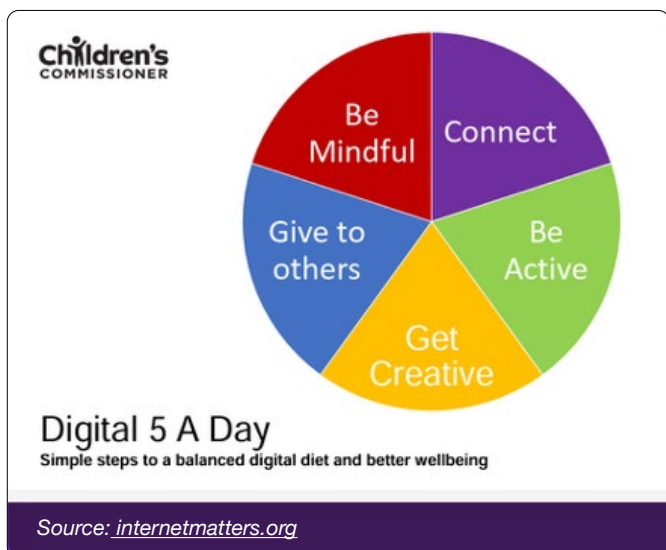 Children's
COMMISSIONER
Be
Mindful
Connect
Give to
others
Be
Active
Get
Creative
Digital 5 A Day
Simple steps to a balanced digital diet and better wellbeing
Source: internetmatters.org